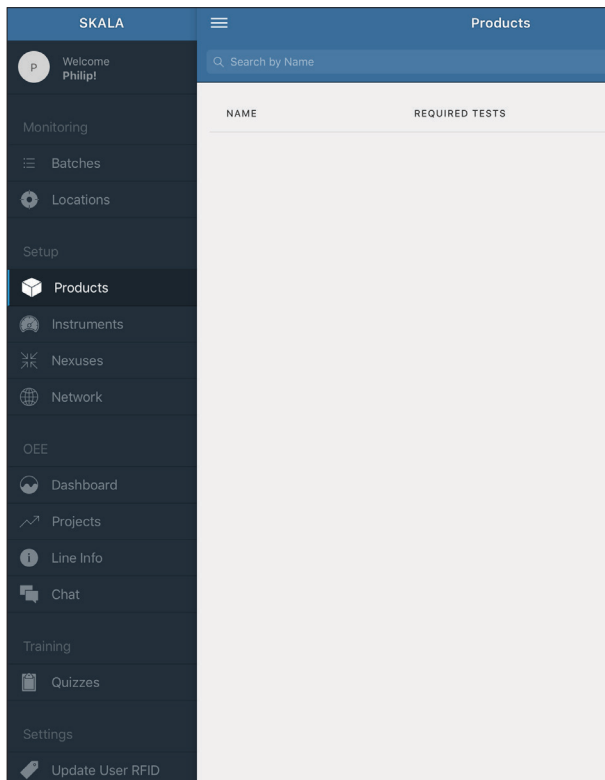 SKALA
Products
P
Welcome
Philip!
Search by Name
NAME
REQUIRED TESTS
Monitoring
Batches
Locations
Setup
Products
Instruments
Nexuses
Network
OEE
Dashboard
Projects
Line Info
Chat
Training
Quizzes
Settings
Update User RFID